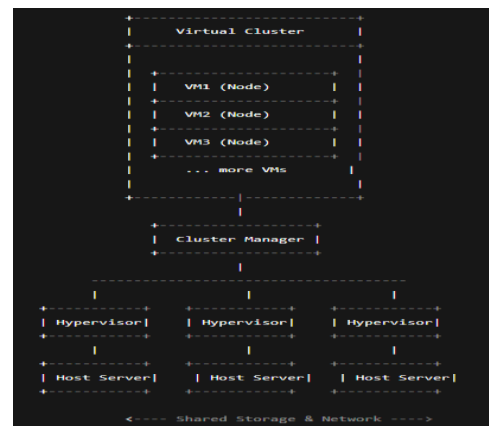 Virtual Cluster
VM1 (Node)
VM2 (Node)
VM3 (Node)
... more VMs
Cluster Manager
Hypervisor Hypervisor Hypervisor
Host Server Host Server Host Server
<---- Shared Storage & Network ---->